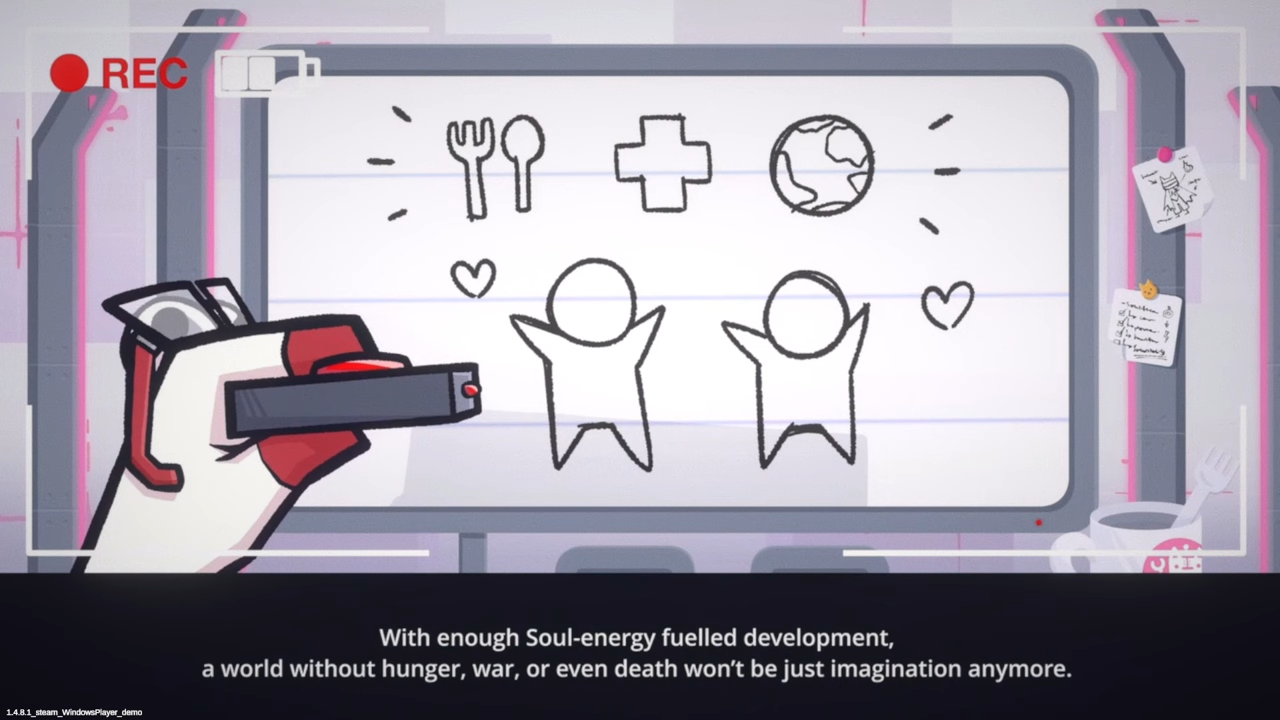 REC
With enough Soul-energy fuelled development,
a world without hunger, war, or even death won't be just imagination anymore.
1.4.8.1_steam_WindowsPlayer_demo